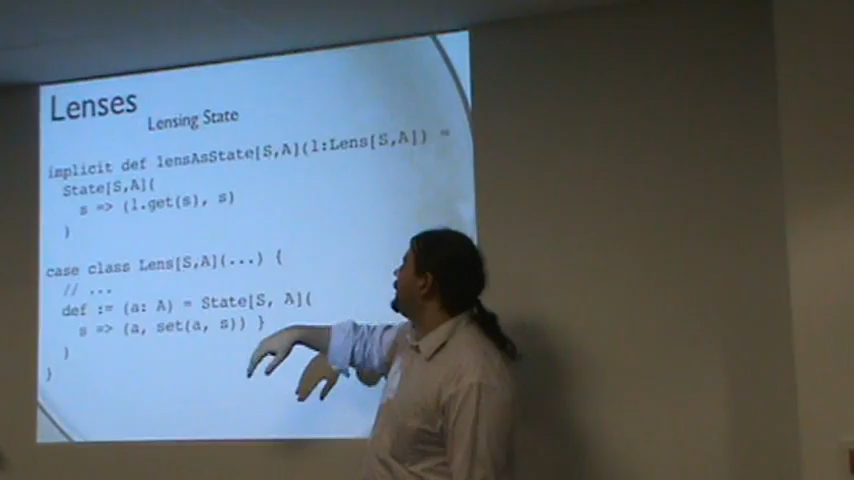 Lenses
Lensing State
implicit def lensAsState[S,A](l:Lens[S,A]) =
State[S,A](
s => (l.get(s), s)
)
case class Lens[S,A](...) {
// ...
def := (a: A) = State[S, A](
s => (a, set(a, s)) }
)
}